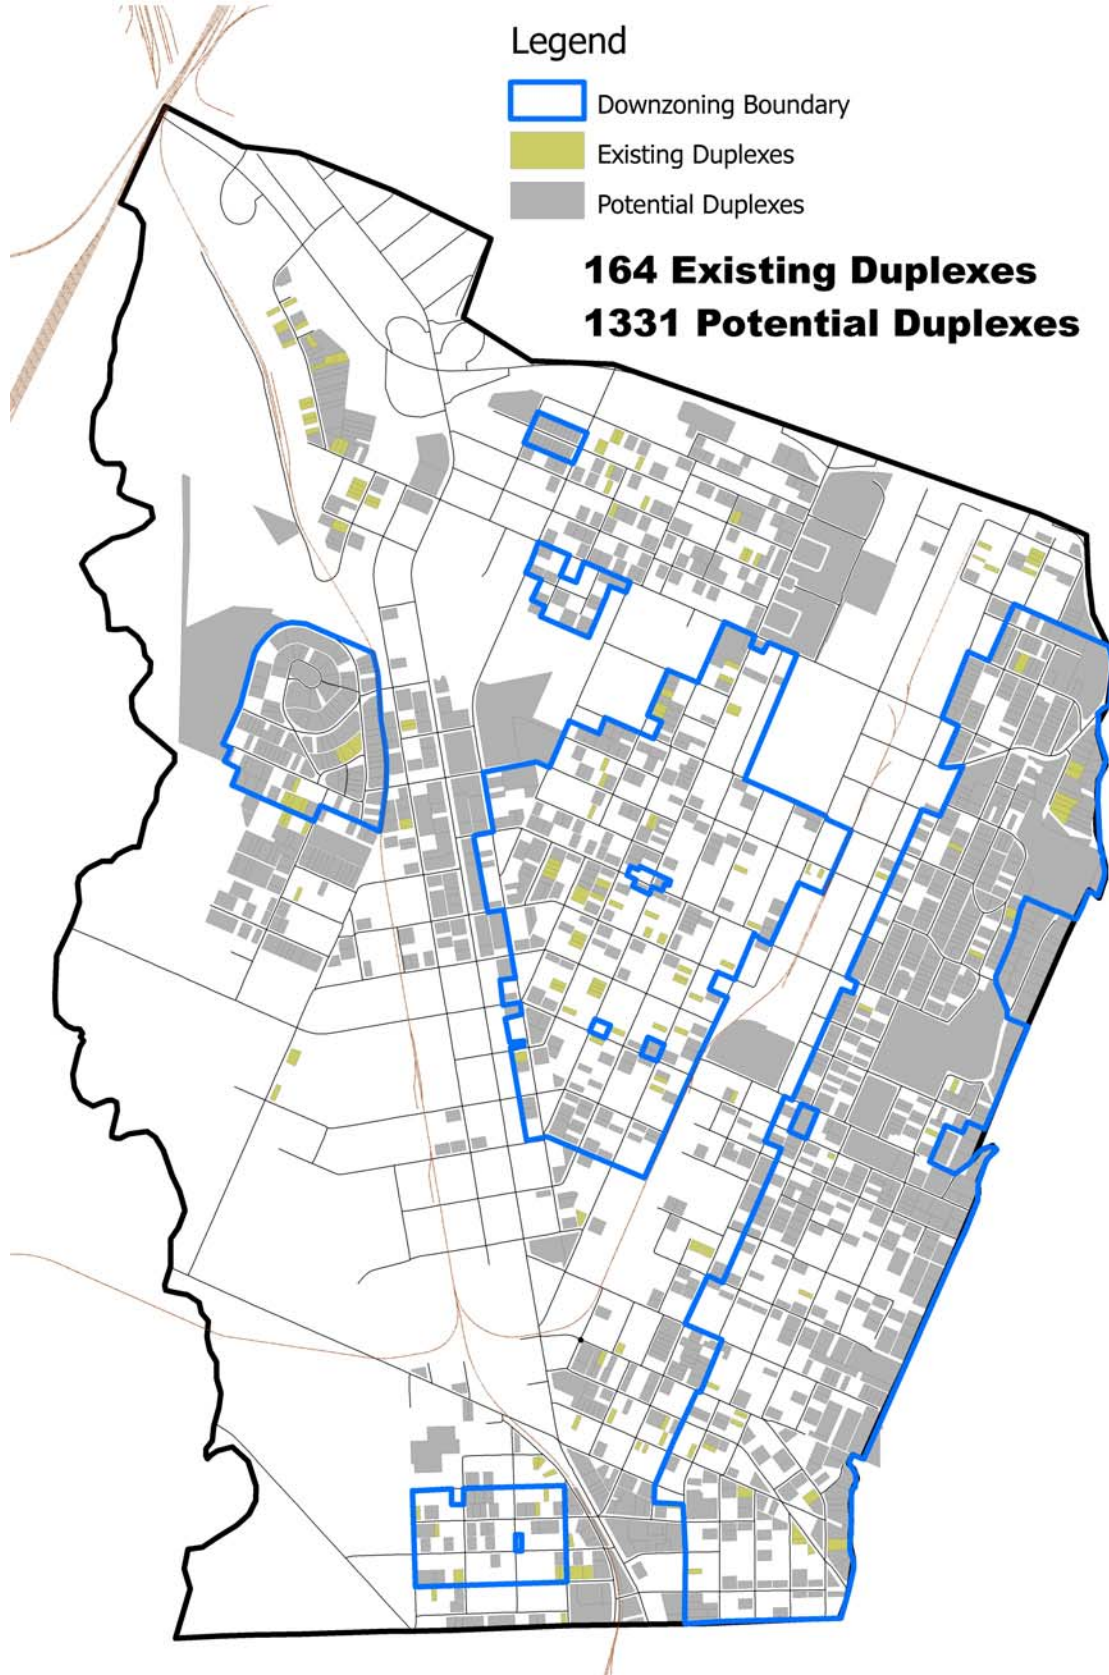 Legend
Downzoning Boundary
Existing Duplexes
Potential Duplexes
164 Existing Duplexes
1331 Potential Duplexes